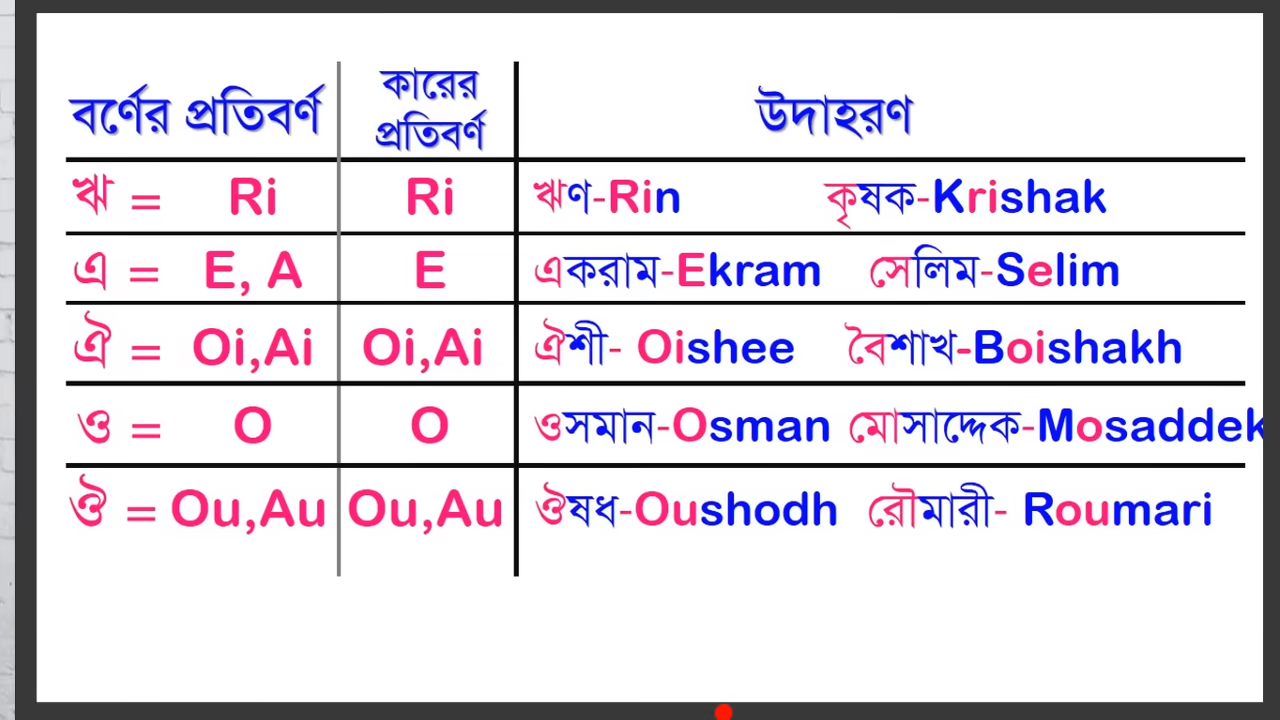 বর্ণের প্রতিবর্ণ কারের প্রতিবর্ণ উদাহরণ
ঋ = Ri Ri ঋণ-Rin কৃষক-Krishak
এ = E, A E একরাম-Ekram সেলিম-Selim
ঐ = Oi,Ai Oi,Ai ঐশী- Oishee বৈশাখ-Boishakh
ও = O O ওসমান-Osman মোসাদ্দেক-Mosaddek
ঔ = Ou,Au Ou,Au ঔষধ-Oushodh রৌমারী- Roumari